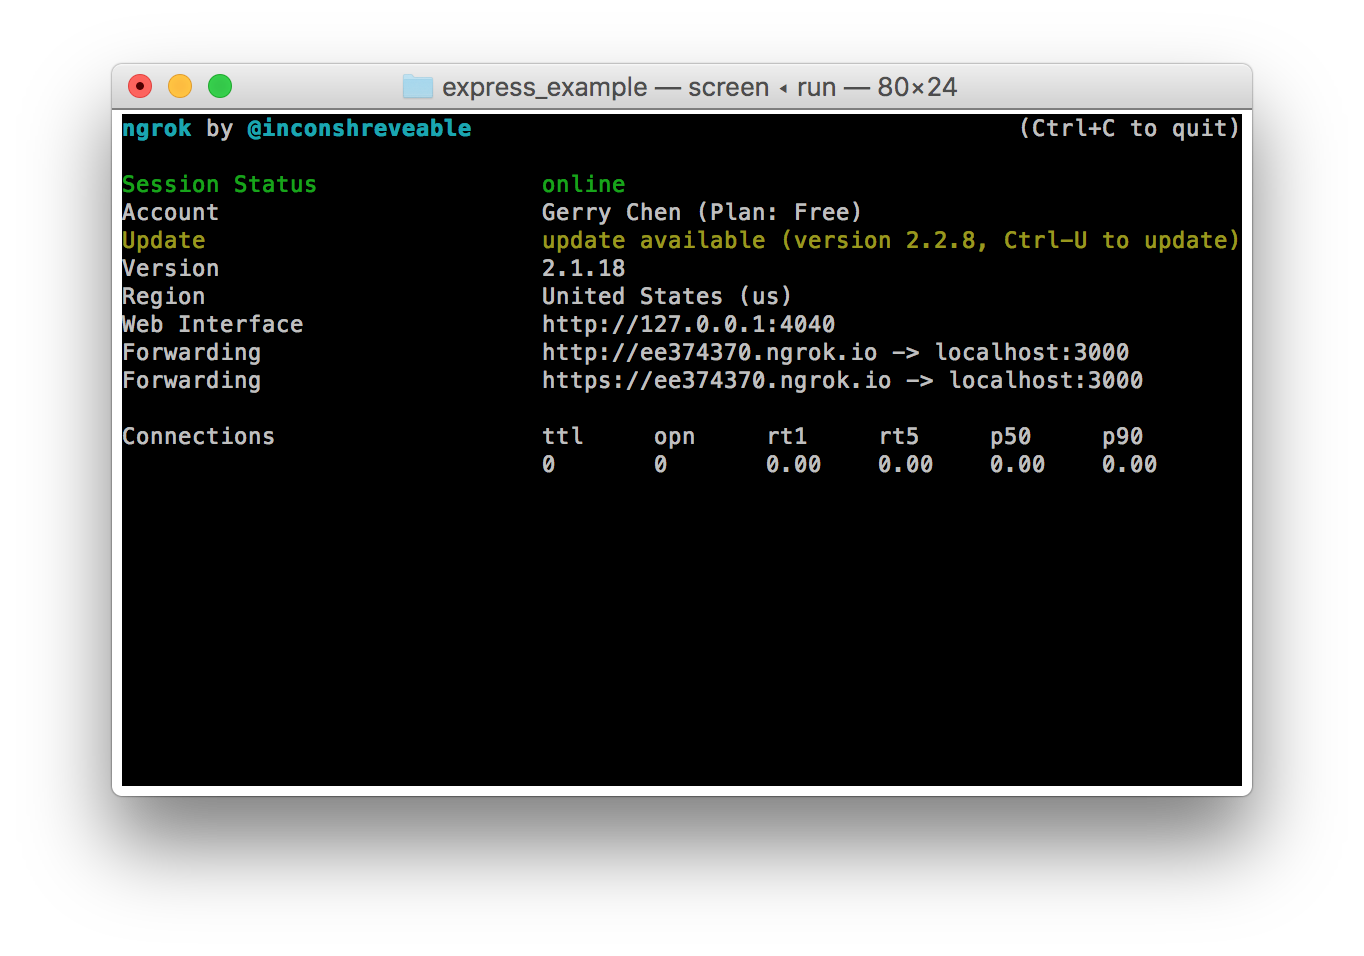 express_example — screen ◂ run — 80×24
ngrok by @inconshreveable (Ctrl+C to quit)
Session Status online
Account Gerry Chen (Plan: Free)
Update update available (version 2.2.8, Ctrl-U to update)
Version 2.1.18
Region United States (us)
Web Interface http://127.0.0.1:4040
Forwarding http://ee374370.ngrok.io -> localhost:3000
Forwarding https://ee374370.ngrok.io -> localhost:3000
Connections ttl opn rt1 rt5 p50 p90
0 0 0.00 0.00 0.00 0.00